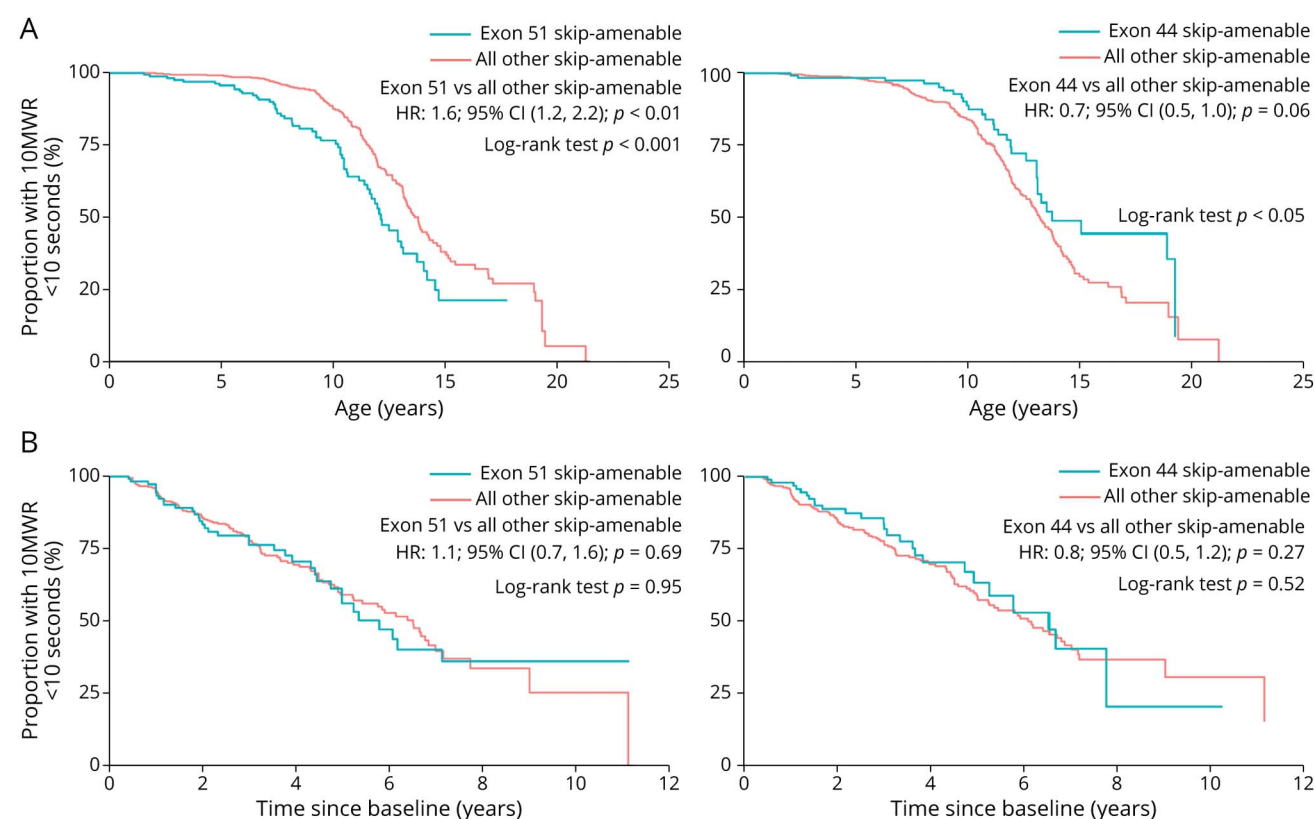 A
Exon 51 skip-amenable
All other skip-amenable
Exon 51 vs all other skip-amenable
HR: 1.6; 95% CI (1.2, 2.2); p < 0.01
Log-rank test p < 0.001
Proportion with 10MWR
<10 seconds (%)
100
75
50
20
0
0 5 10 15 20 25
Age (years)
Exon 44 skip-amenable
All other skip-amenable
Exon 44 vs all other skip-amenable
HR: 0.7; 95% CI (0.5, 1.0); p = 0.06
Log-rank test p < 0.05
100
75
50
25
0
0 5 10 15 20 25
Age (years)
B
Exon 51 skip-amenable
All other skip-amenable
Exon 51 vs all other skip-amenable
HR: 1.1; 95% CI (0.7, 1.6); p = 0.69
Log-rank test p = 0.95
Proportion with 10MWR
<10 seconds (%)
100
75
50
25
0
0 2 4 6 8 10 12
Time since baseline (years)
Exon 44 skip-amenable
All other skip-amenable
Exon 44 vs all other skip-amenable
HR: 0.8; 95% CI (0.5, 1.2); p = 0.27
Log-rank test p = 0.52
100
75
50
25
0
0 2 4 6 8 10 12
Time since baseline (years)